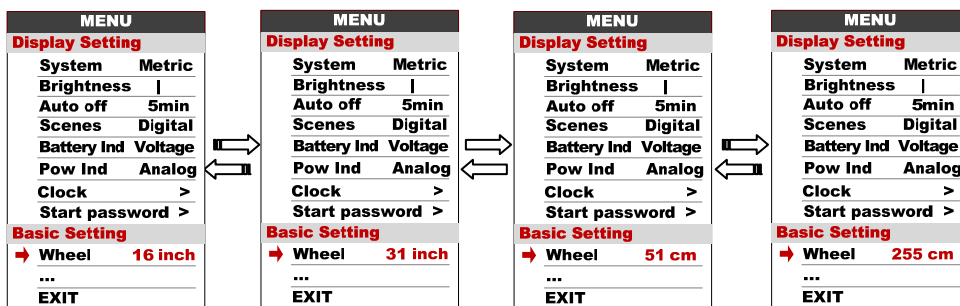 MENU
Display Setting
System Metric
Brightness |
Auto off 5min
Scenes Digital
Battery Ind Voltage
Pow Ind Analog
Clock >
Start password >
Basic Setting
Wheel 16 inch
...
EXIT
MENU
Display Setting
System Metric
Brightness |
Auto off 5min
Scenes Digital
Battery Ind Voltage
Pow Ind Analog
Clock >
Start password >
Basic Setting
Wheel 31 inch
...
EXIT
MENU
Display Setting
System Metric
Brightness |
Auto off 5min
Scenes Digital
Battery Ind Voltage
Pow Ind Analog
Clock >
Start password >
Basic Setting
Wheel 51 cm
...
EXIT
MENU
Display Setting
System Metric
Brightness |
Auto off 5min
Scenes Digital
Battery Ind Voltage
Pow Ind Analog
Clock >
Start password >
Basic Setting
Wheel 255 cm
...
EXIT